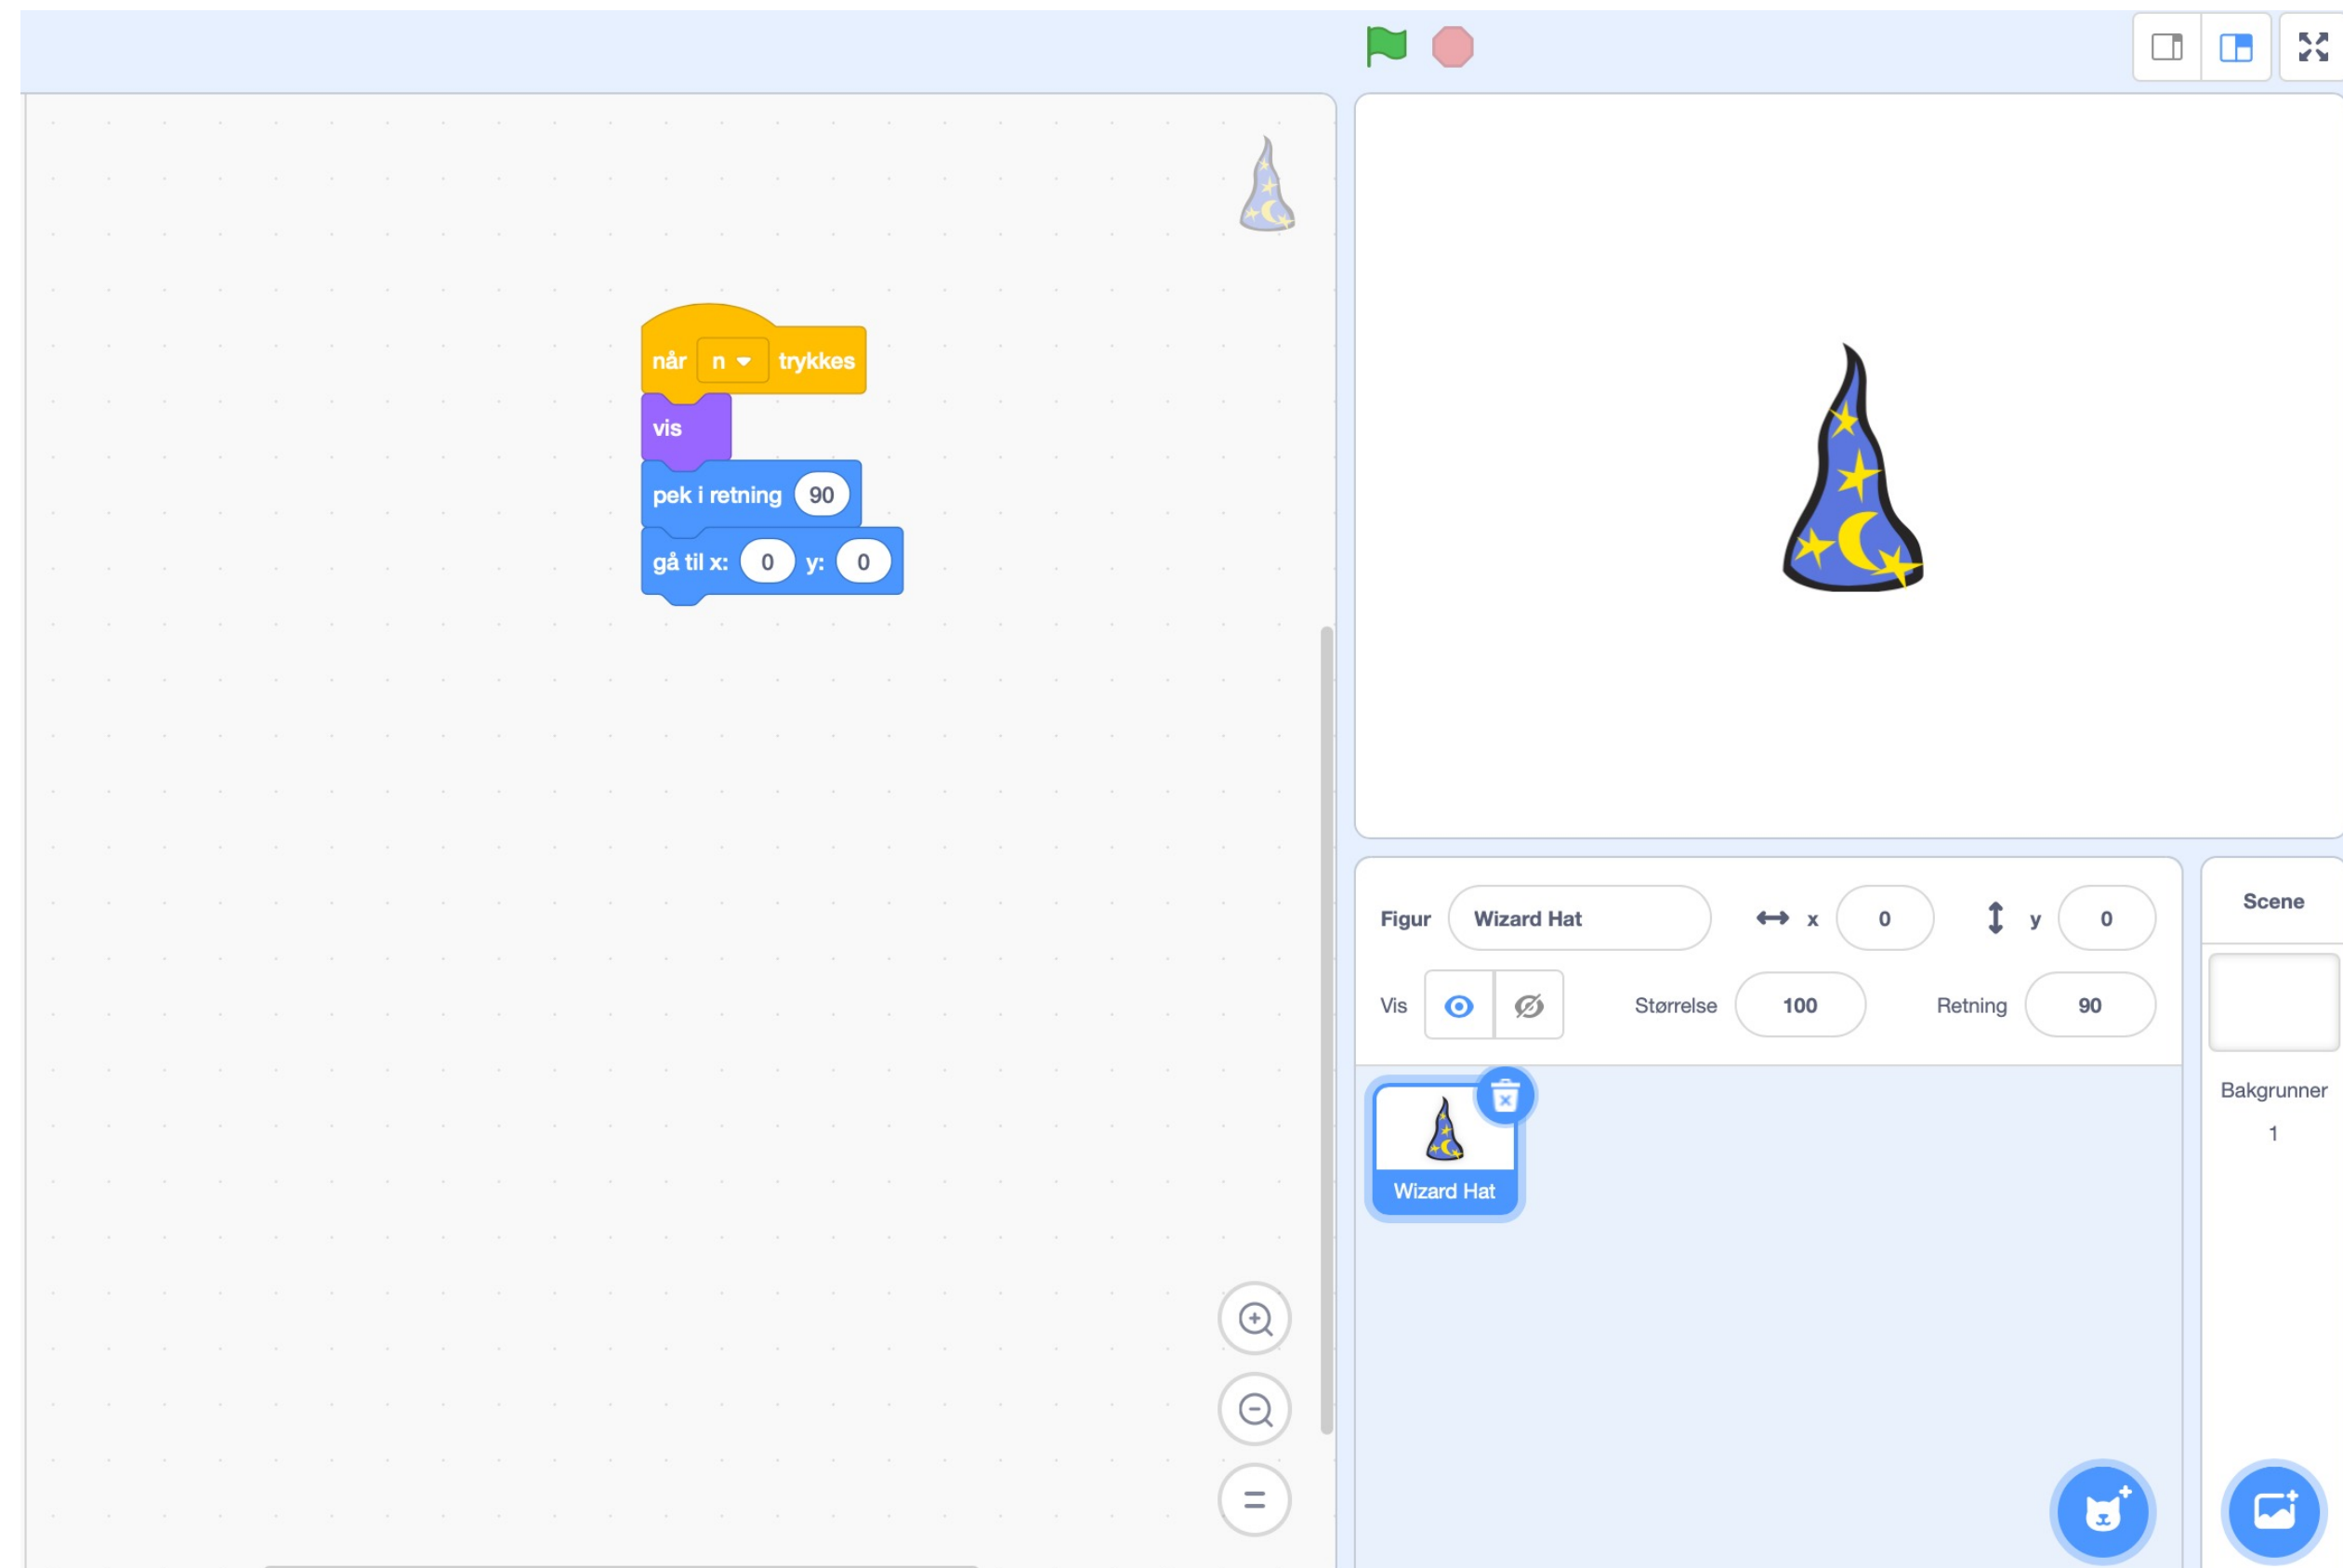 når n trykkes
vis
pek i retning 90
gå til x: 0 y: 0
Figur Wizard Hat x 0 y 0
Vis Størrelse 100 Retning 90
Wizard Hat
Scene
Bakgrunner
1